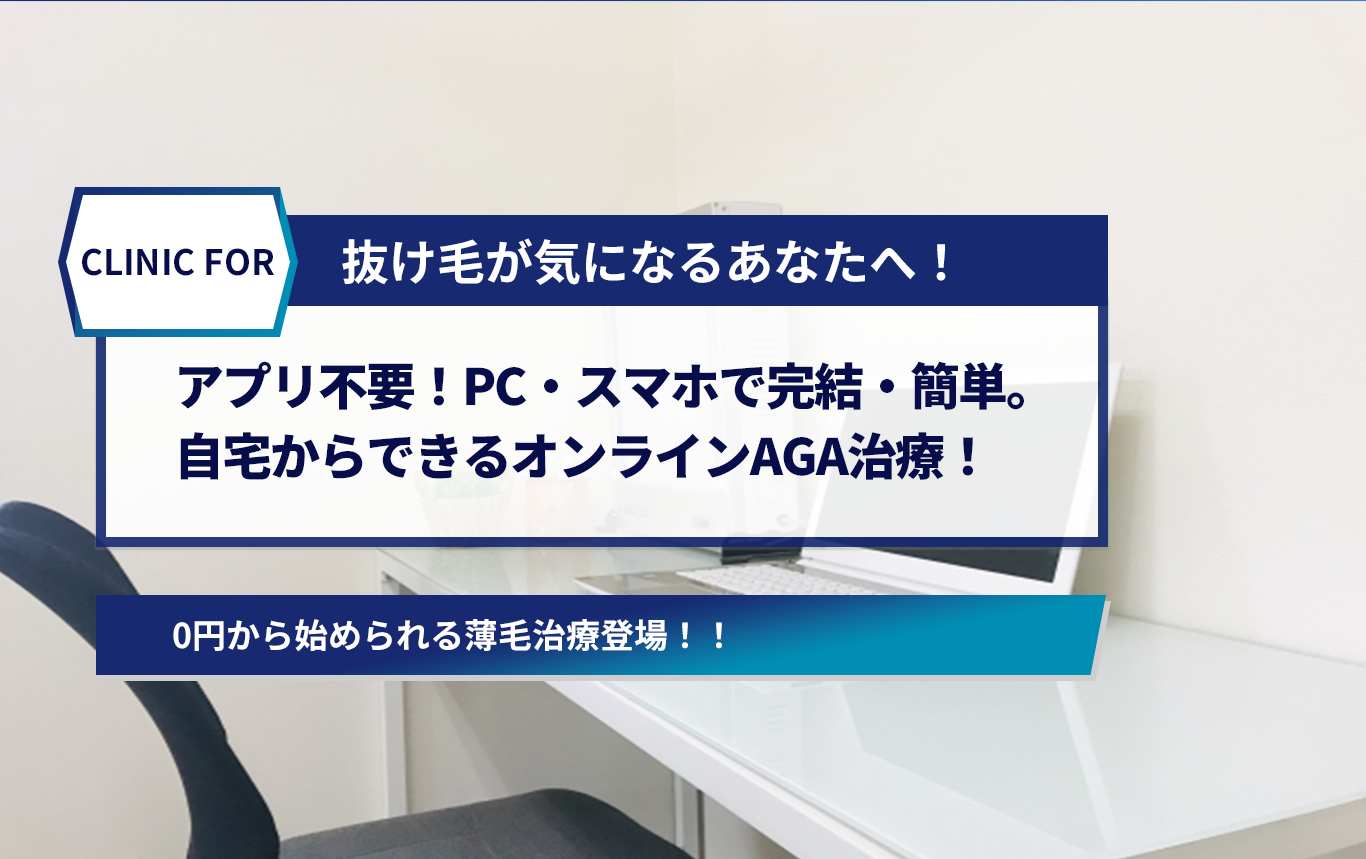 CLINIC FOR
抜け毛が気になるあなたへ！
アプリ不要！PC・スマホで完結・簡単。
自宅からできるオンラインAGA治療！
0円から始められる薄毛治療登場！！